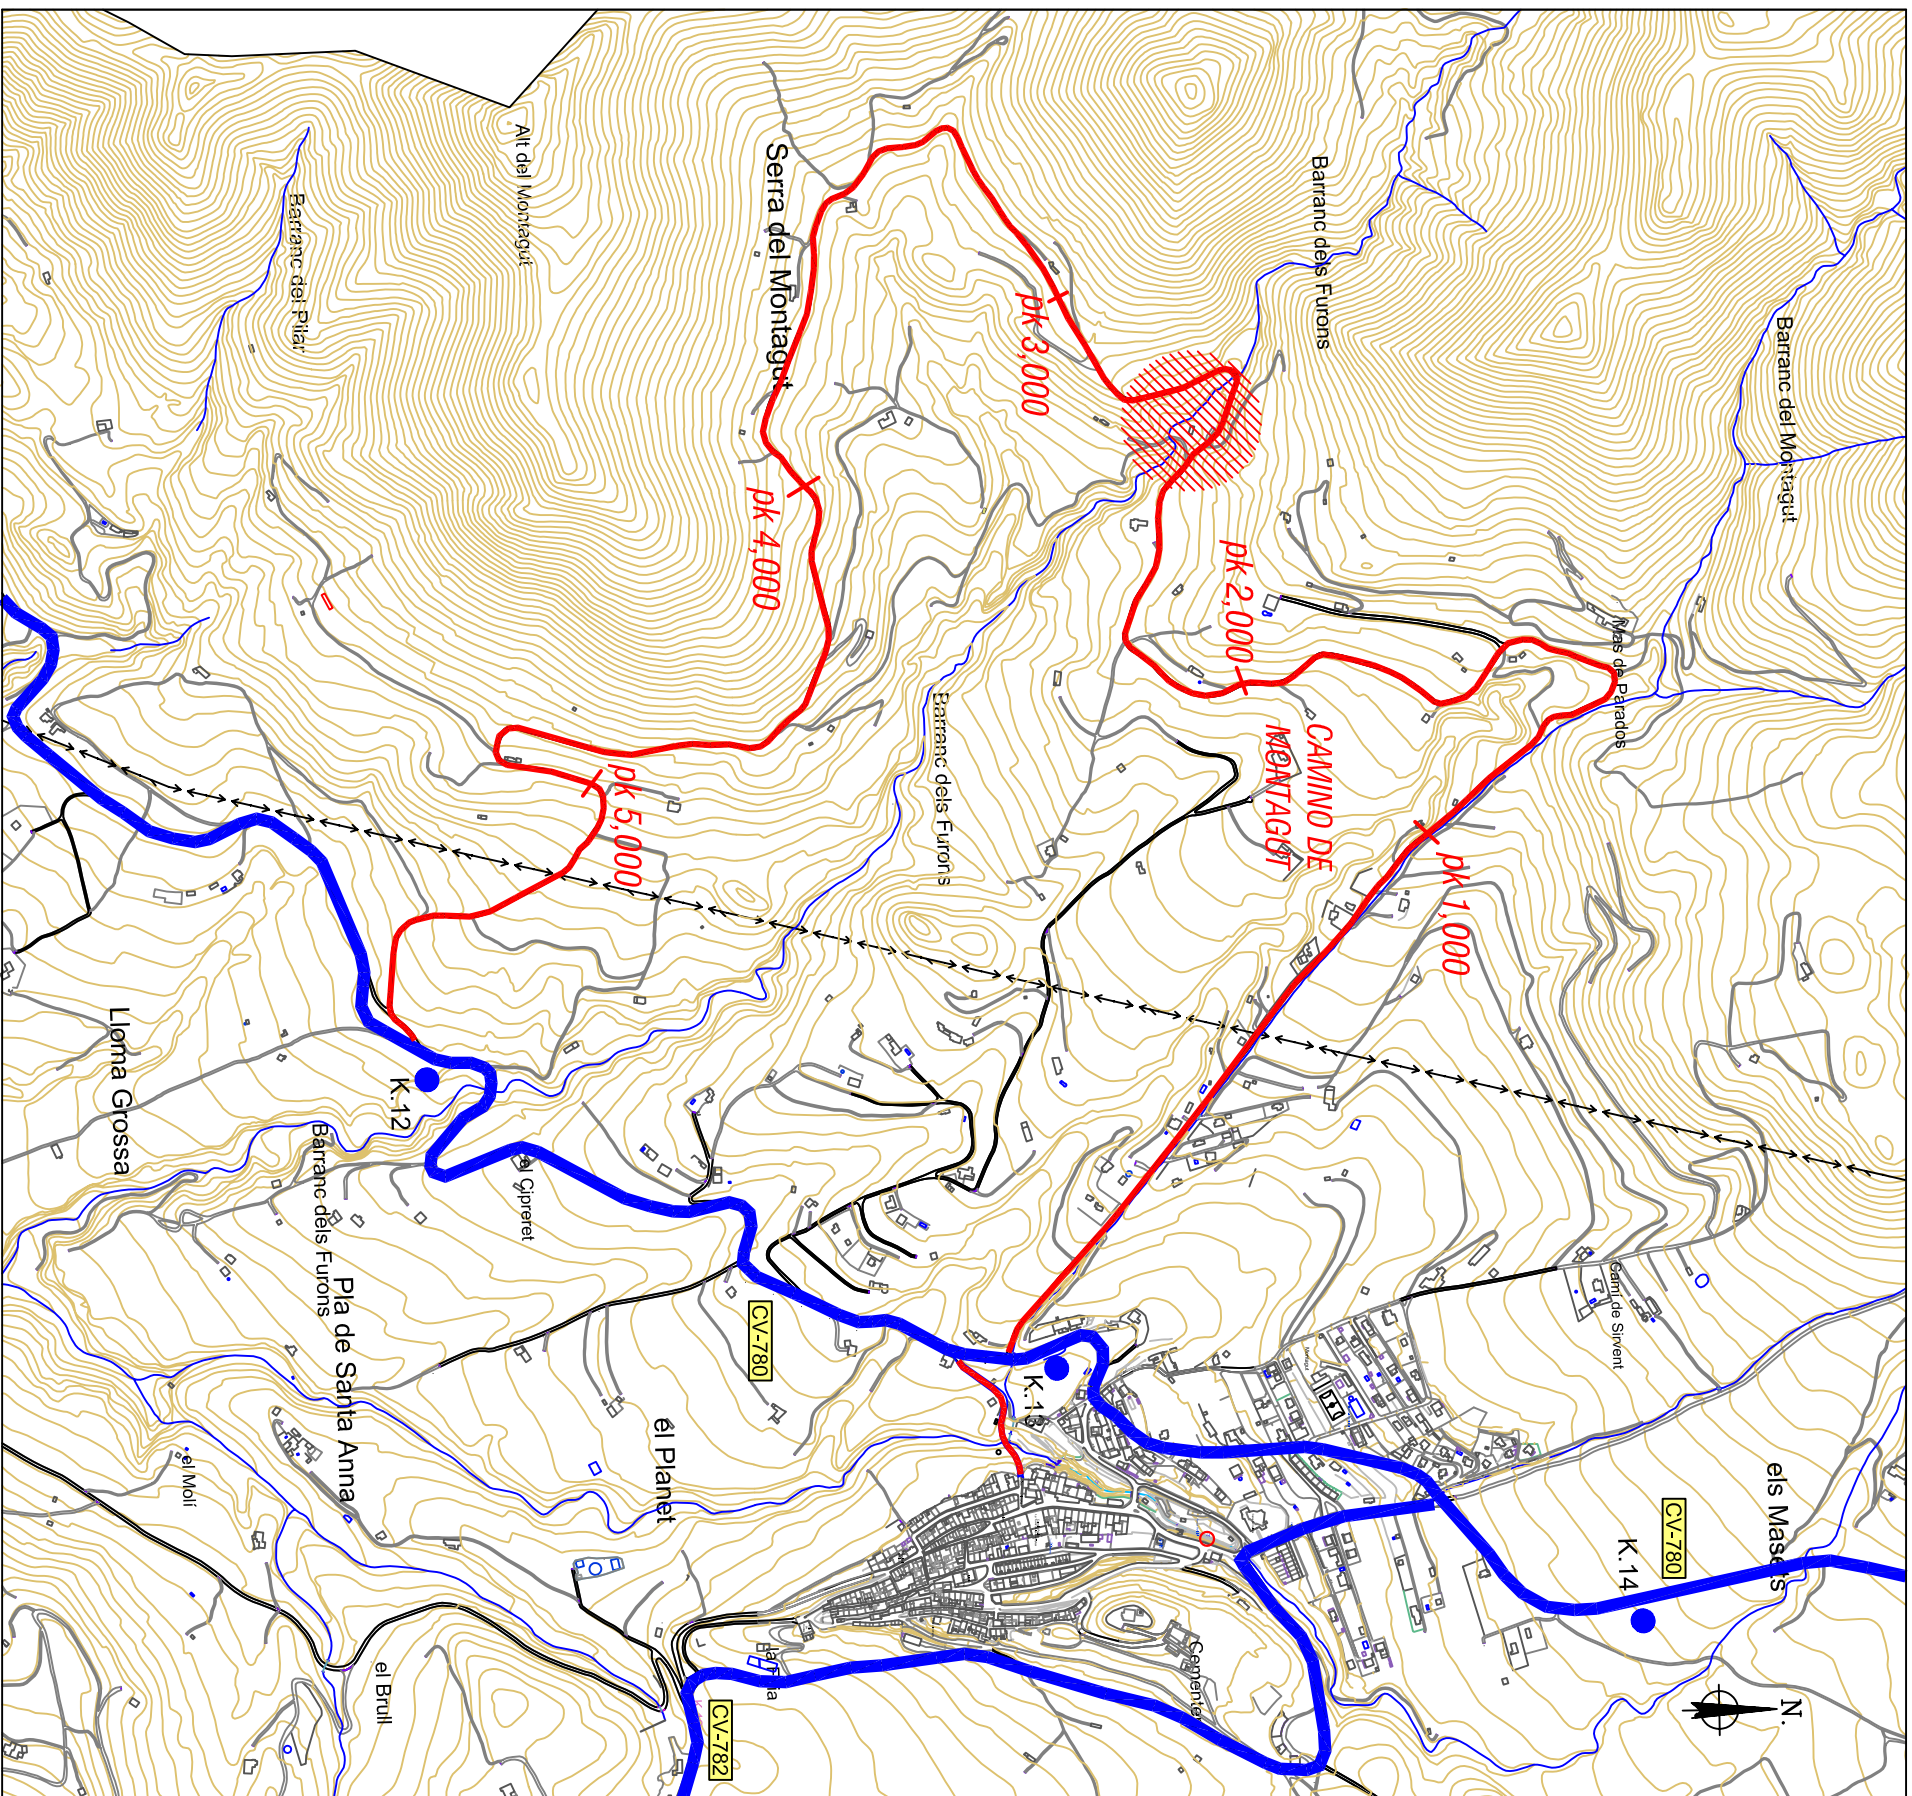 Barranc del Montagut
Barranc dels Furons
Serra del Montagut
Alt del Montagut
Barranc del Pilar
Mas de Parados
pk 3,000
pk 2,000
pk 4,000
CAMINO DE
MONTAGUT
pk 1,000
pk 5,000
Barranc dels Furons
Camí de Sirvent
els Masets
CV-780
K.14
K.13
CV-780
K.12
el Cipreret
Lloma Grossa
Barranc dels Furons
Pla de Santa Anna
el Planet
el Molí
el Brull
CV-782
N.